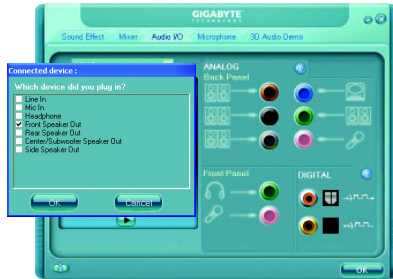 GIGABYTE
TECHNOLOGY
Sound Effect Mixer Audio I/O Microphone 3D Audio Demo
Connected device :
Which device did you plug in?
Line In
Mic In
Headphone
Front Speaker Out
Rear Speaker Out
Center/Subwoofer Speaker Out
Side Speaker Out
OK Cancel
ANALOG
Back Panel
Front Panel
DIGITAL
OK